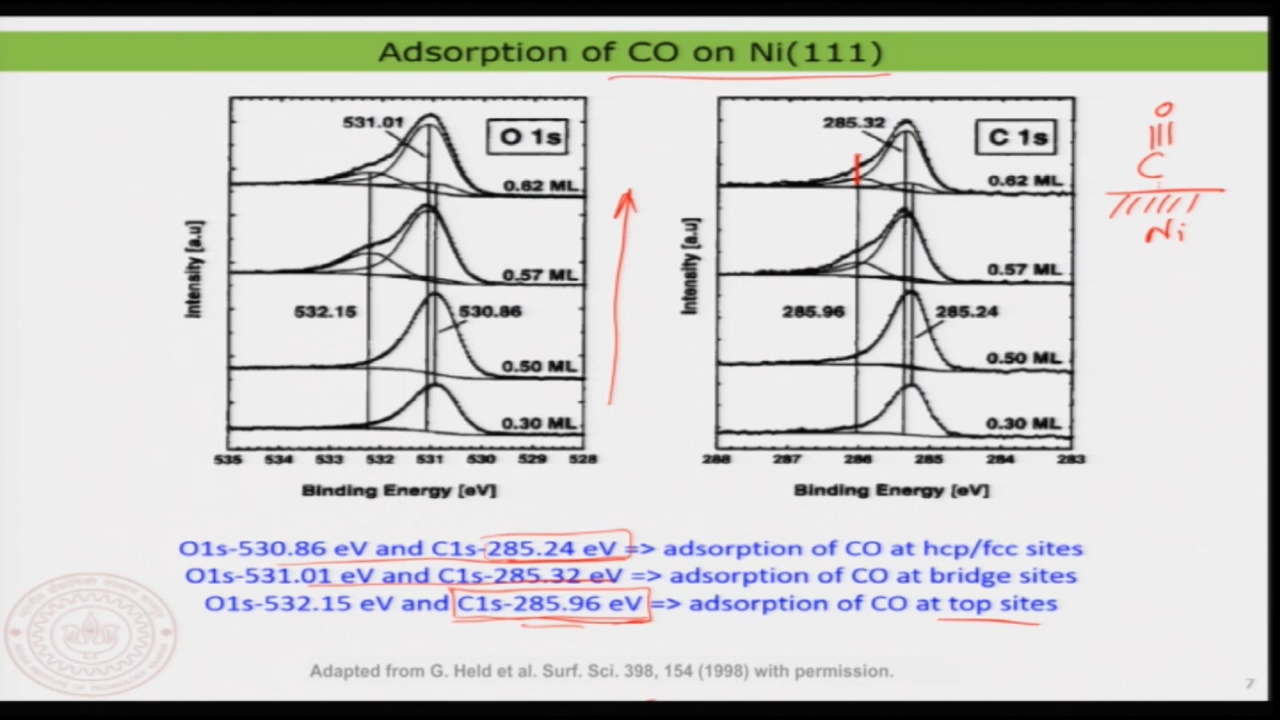 Adsorption of CO on Ni(111)
531.01
O 1s
0.62 ML
0.57 ML
532.15
530.86
0.50 ML
0.30 ML
535 534 533 532 531 530 529 528
Binding Energy [eV]
Intensity [a.u]
285.32
C 1s
0.62 ML
0.57 ML
285.96
285.24
0.50 ML
0.30 ML
288 287 286 285 284 283
Binding Energy [eV]
Intensity [a.u]
O
C
Ni
O1s-530.86 eV and C1s-285.24 eV => adsorption of CO at hcp/fcc sites
O1s-531.01 eV and C1s-285.32 eV => adsorption of CO at bridge sites
O1s-532.15 eV and C1s-285.96 eV => adsorption of CO at top sites
Adapted from G. Held et al. Surf. Sci. 398, 154 (1998) with permission.
7